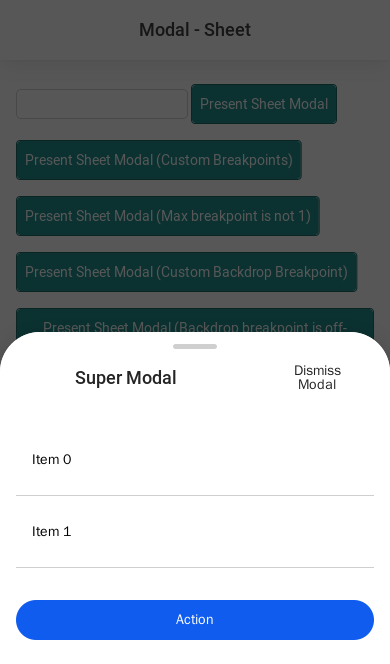 Modal - Sheet
Present Sheet Modal
Present Sheet Modal (Custom Breakpoints)
Present Sheet Modal (Max breakpoint is not 1)
Present Sheet Modal (Custom Backdrop Breakpoint)
Present Sheet Modal (Backdrop breakpoint is off-
Super Modal
Dismiss
Modal
Item 0
Item 1
Action